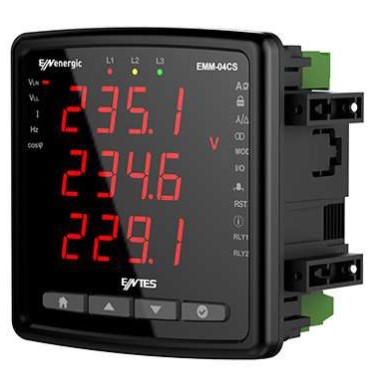 ENenergic
L1 L2 L3
EMM-04CS
VLN
VLL
I
Hz
cosφ
235.1
234.6
229.1
V
λ/Δ
MOD
I/O
RST
RLY1
RLY2
ENTES